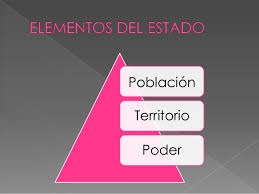 ELEMENTOS DEL ESTADO
Población
Territorio
Poder